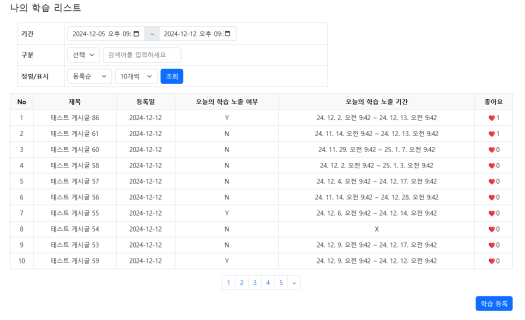 나의 학습 리스트
기간 2024-12-05 오후 09: ~ 2024-12-12 오후 09:
구분 선택 검색어를 입력하세요
정렬/표시 등록순 10개씩 조회
No 제목 등록일 오늘의 학습 노출 여부 오늘의 학습 노출 기간 좋아요
1 테스트 게시글 86 2024-12-12 Y 24. 12. 2. 오전 9:42 ~ 24. 12. 13. 오전 9:42 ❤️1
2 테스트 게시글 61 2024-12-12 N 24. 11. 14. 오전 9:42 ~ 24. 12. 13. 오전 9:42 ❤️1
3 테스트 게시글 60 2024-12-12 N 24. 11. 29. 오전 9:42 ~ 25. 1. 7. 오전 9:42 ❤️0
4 테스트 게시글 58 2024-12-12 N 24. 12. 2. 오전 9:42 ~ 25. 1. 3. 오전 9:42 ❤️0
5 테스트 게시글 57 2024-12-12 N 24. 12. 4. 오전 9:42 ~ 24. 12. 17. 오전 9:42 ❤️0
6 테스트 게시글 56 2024-12-12 N 24. 11. 14. 오전 9:42 ~ 24. 12. 28. 오전 9:42 ❤️0
7 테스트 게시글 55 2024-12-12 Y 24. 12. 6. 오전 9:42 ~ 24. 12. 14. 오전 9:42 ❤️0
8 테스트 게시글 54 2024-12-12 N X ❤️0
9 테스트 게시글 53 2024-12-12 N 24. 12. 9. 오전 9:42 ~ 24. 12. 17. 오전 9:42 ❤️0
10 테스트 게시글 59 2024-12-12 Y 24. 12. 9. 오전 9:42 ~ 24. 12. 12. 오전 9:42 ❤️0
1 2 3 4 5 »
학습 등록